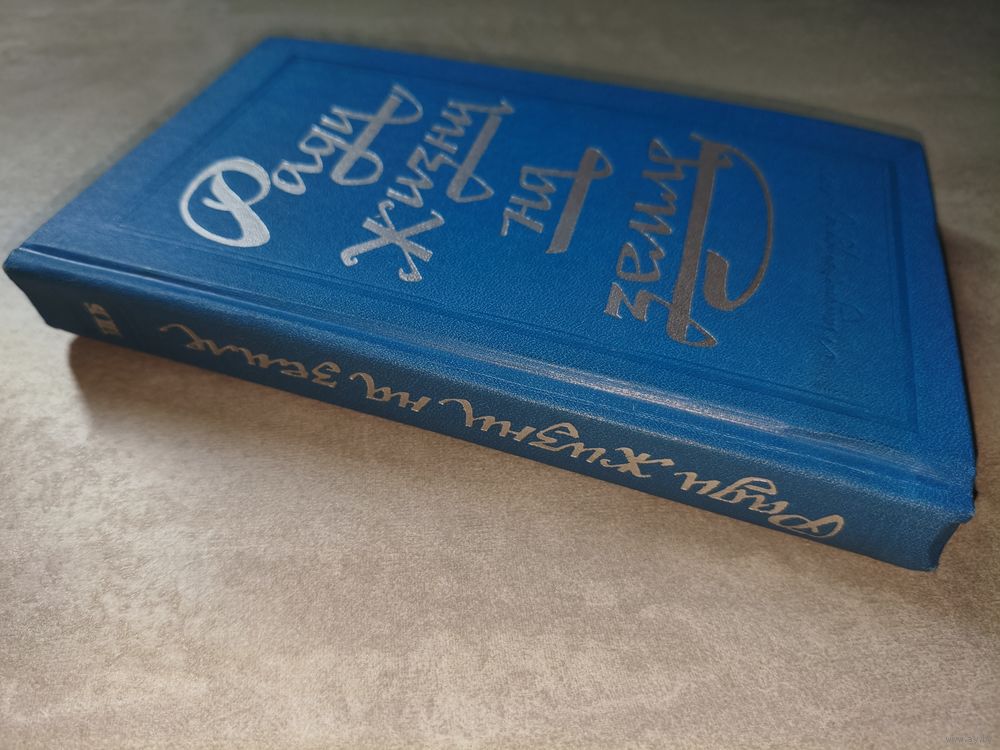 Ради
жизни
на
земле
Ради жизни на земле